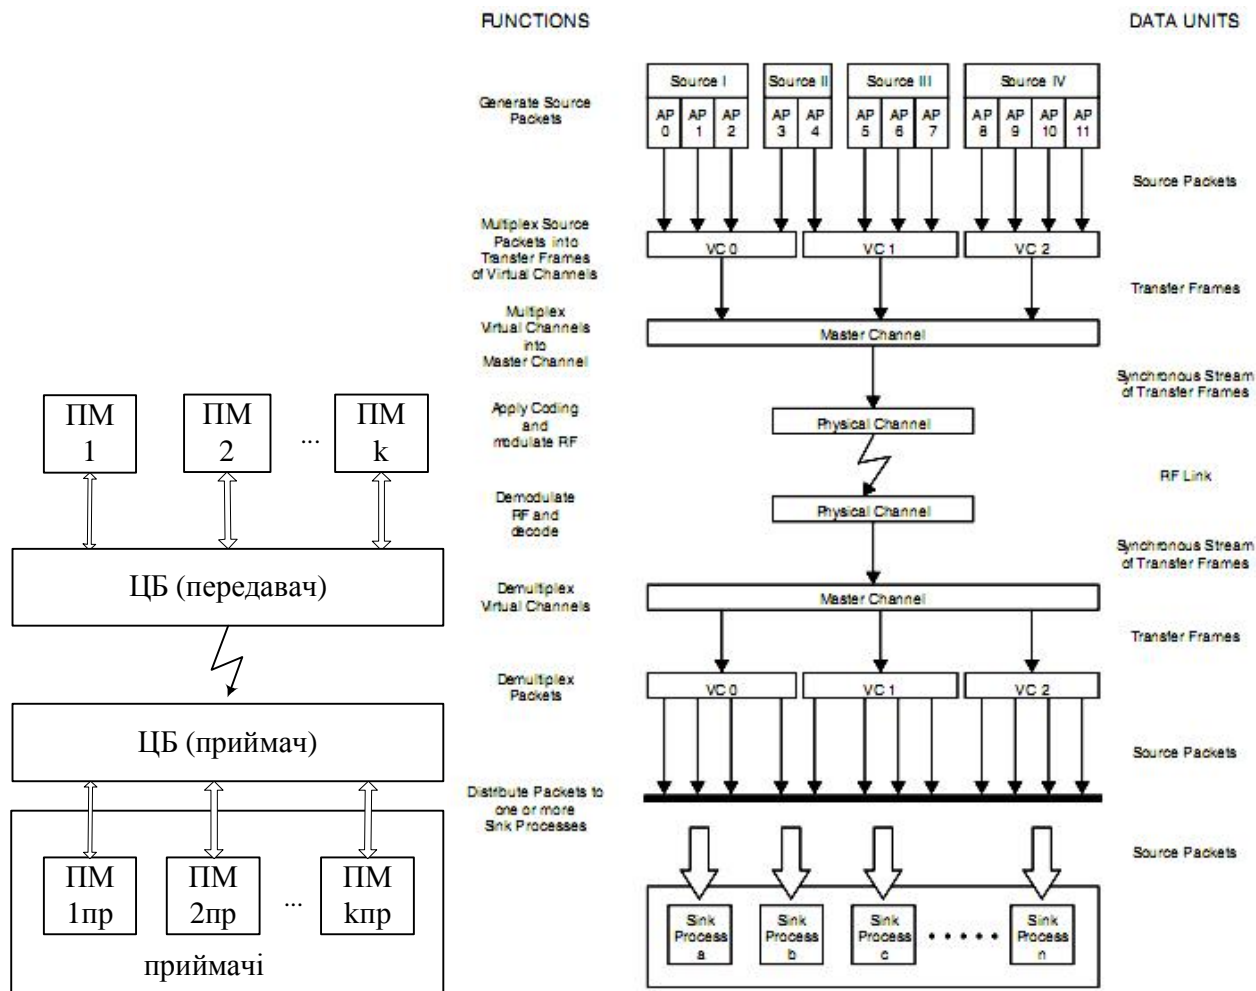 FUNCTIONS
DATA UNITS
Source I
Source II
Source III
Source IV
Generate Source
Packets
AP
0
AP
1
AP
2
AP
3
AP
4
AP
5
AP
6
AP
7
AP
8
AP
9
AP
10
AP
11
Source Packets
Multiplex Source
Packets into
Transfer Frames
of Virtual Channels
VC 0
VC 1
VC 2
Transfer Frames
Multiplex
Virtual Channels
into
Master Channel
Master Channel
Synchronous Stream
of Transfer Frames
Apply Coding
and
modulate RF
Physical Channel
RF Link
Demodulate
RF and
decode
Physical Channel
Synchronous Stream
of Transfer Frames
Demultiplex
Virtual Channels
Master Channel
Transfer Frames
Demultiplex
Packets
VC 0
VC 1
VC 2
Source Packets
Distribute Packets to
one or more
Sink Processes
Source Packets
Sink
Process
a
Sink
Process
b
Sink
Process
c
Sink
Process
n
ПМ
1
ПМ
2
...
ПМ
k
ЦБ (передавач)
ЦБ (приймач)
ПМ
1пр
ПМ
2пр
...
ПМ
kпр
приймачі